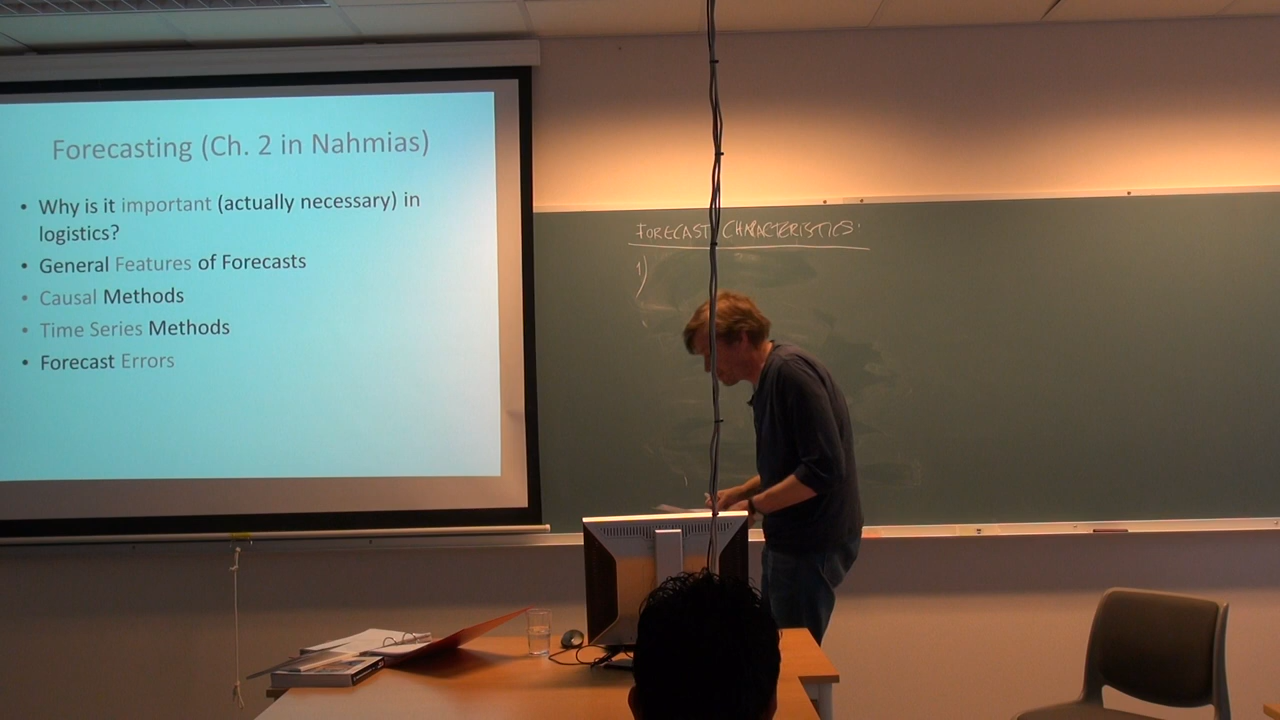 Forecasting (Ch. 2 in Nahmias)
• Why is it important (actually necessary) in
logistics?
• General Features of Forecasts
• Causal Methods
• Time Series Methods
• Forecast Errors
FORECAST CHARACTERISTICS:
1)